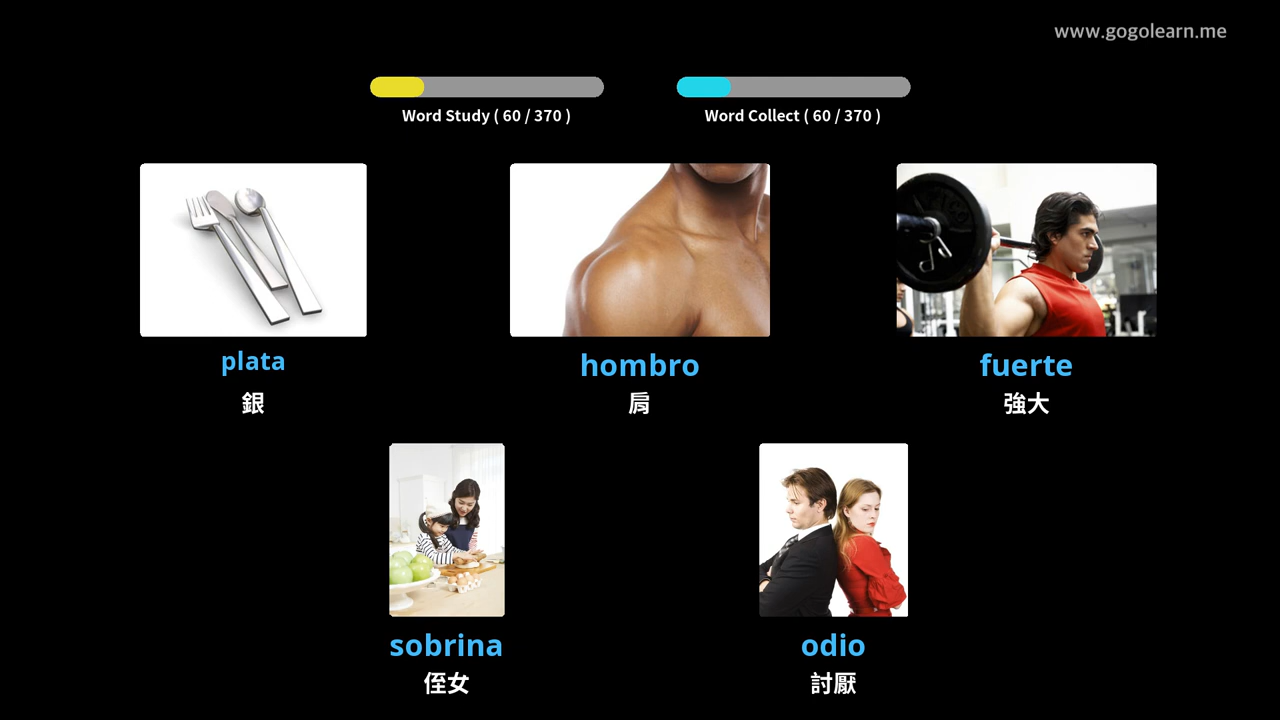 www.gogolearn.me
Word Study ( 60 / 370 )
Word Collect ( 60 / 370 )
plata
銀
hombro
肩
fuerte
強大
sobrina
侄女
odio
討厭